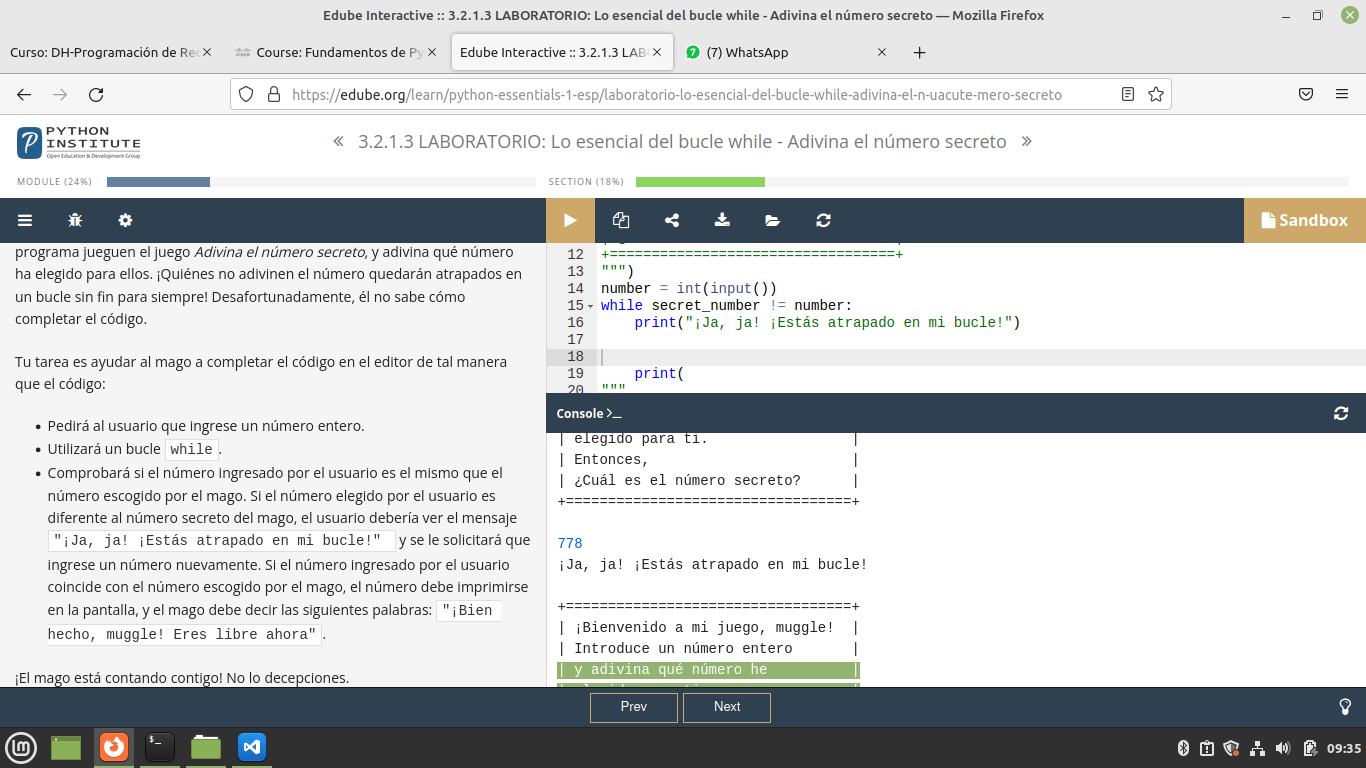 Edube Interactive :: 3.2.1.3 LABORATORIO: Lo esencial del bucle while - Adivina el número secreto — Mozilla Firefox
Curso: DH-Programación de Re
Course: Fundamentos de Py
Edube Interactive :: 3.2.1.3 LAB
(7) WhatsApp
https://edube.org/learn/python-essentials-1-esp/laboratorio-lo-esencial-del-bucle-while-adivina-el-n-uacute-mero-secreto
PYTHON
INSTITUTE
Open Education & Development Group
« 3.2.1.3 LABORATORIO: Lo esencial del bucle while - Adivina el número secreto »
MODULE (24%)
SECTION (18%)
Sandbox
programa jueguen el juego Adivina el número secreto, y adivina qué número
ha elegido para ellos. ¡Quiénes no adivinen el número quedarán atrapados en
un bucle sin fin para siempre! Desafortunadamente, él no sabe cómo
completar el código.
Tu tarea es ayudar al mago a completar el código en el editor de tal manera
que el código:
• Pedirá al usuario que ingrese un número entero.
• Utilizará un bucle while.
• Comprobará si el número ingresado por el usuario es el mismo que el
número escogido por el mago. Si el número elegido por el usuario es
diferente al número secreto del mago, el usuario debería ver el mensaje
"¡Ja, ja! ¡Estás atrapado en mi bucle!" y se le solicitará que
ingrese un número nuevamente. Si el número ingresado por el usuario
coincide con el número escogido por el mago, el número debe imprimirse
en la pantalla, y el mago debe decir las siguientes palabras: "¡Bien
hecho, muggle! Eres libre ahora".
¡El mago está contando contigo! No lo decepciones.
12 +==================================+
13 """)
14 number = int(input())
15 while secret_number != number:
16     print("¡Ja, ja! ¡Estás atrapado en mi bucle!")
17
18
19     print(
20 """
Console >_
| elegido para ti.                 |
| Entonces,                        |
| ¿Cuál es el número secreto?      |
+==================================+
778
¡Ja, ja! ¡Estás atrapado en mi bucle!
+==================================+
| ¡Bienvenido a mi juego, muggle!  |
| Introduce un número entero       |
| y adivina qué número he          |
Prev
Next
09:35